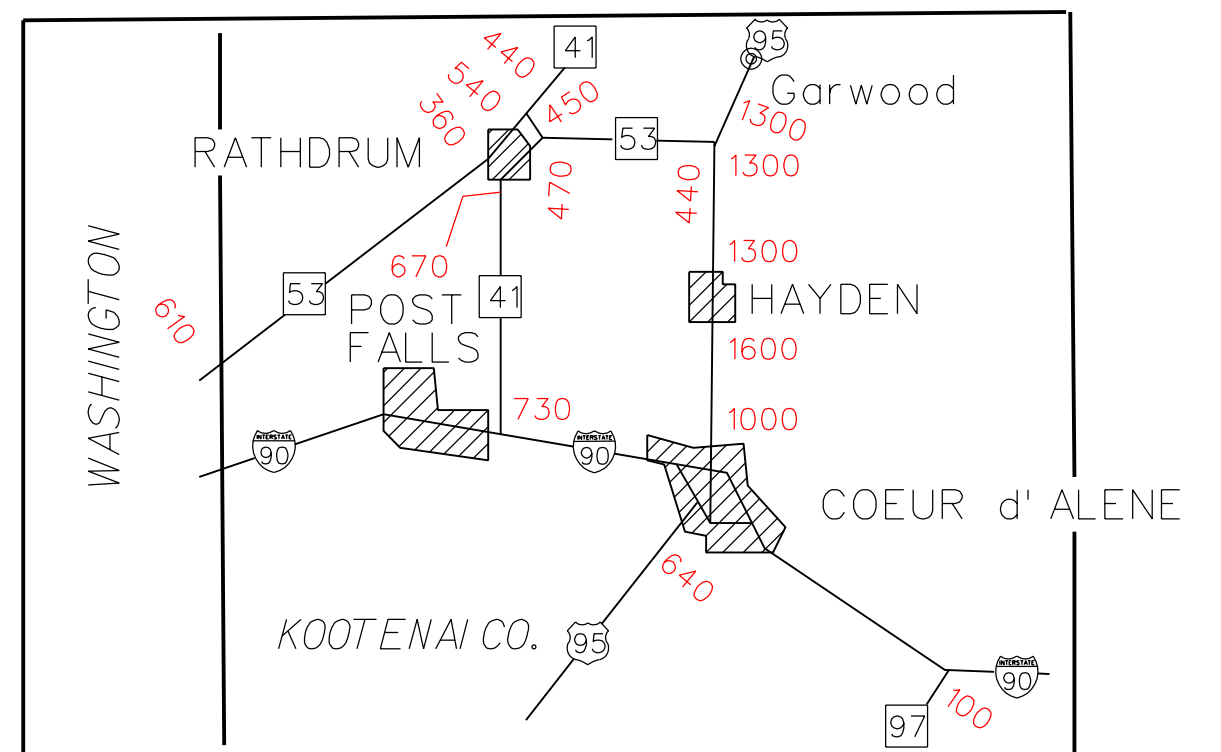 440
41
95
540
Garwood
360
450
1300
53
RATHDRUM
1300
470
440
WASHINGTON
670
1300
53
POST
FALLS
41
HAYDEN
610
1600
730
1000
INTERSTATE
90
INTERSTATE
90
COEUR d' ALENE
640
KOOTENAI CO.
95
INTERSTATE
90
100
97